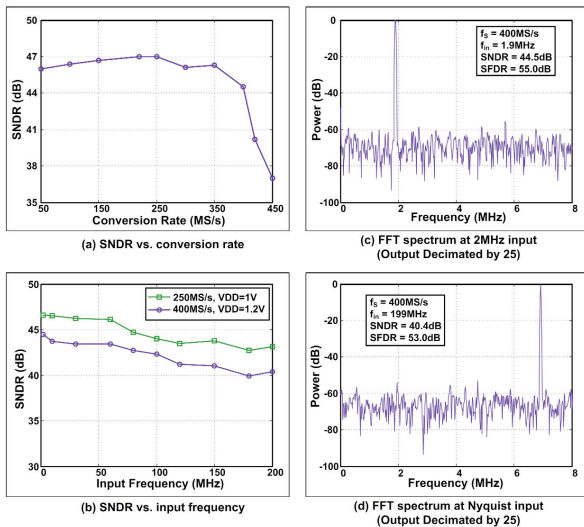 51
47
43
39
35
SNDR (dB)
50
150
250
350
450
Conversion Rate (MS/s)
(a) SNDR vs. conversion rate
0
-20
-40
-60
-80
-100
Power (dB)
fS = 400MS/s
fin = 1.9MHz
SNDR = 44.5dB
SFDR = 55.0dB
0
2
4
6
8
Frequency (MHz)
(c) FFT spectrum at 2MHz input
(Output Decimated by 25)
50
45
40
35
30
SNDR (dB)
250MS/s, VDD=1V
400MS/s, VDD=1.2V
0
50
100
150
200
Input Frequency (MHz)
(b) SNDR vs. input frequency
0
-20
-40
-60
-80
-100
Power (dB)
fS = 400MS/s
fin = 199MHz
SNDR = 40.4dB
SFDR = 53.0dB
0
2
4
6
8
Frequency (MHz)
(d) FFT spectrum at Nyquist input
(Output Decimated by 25)